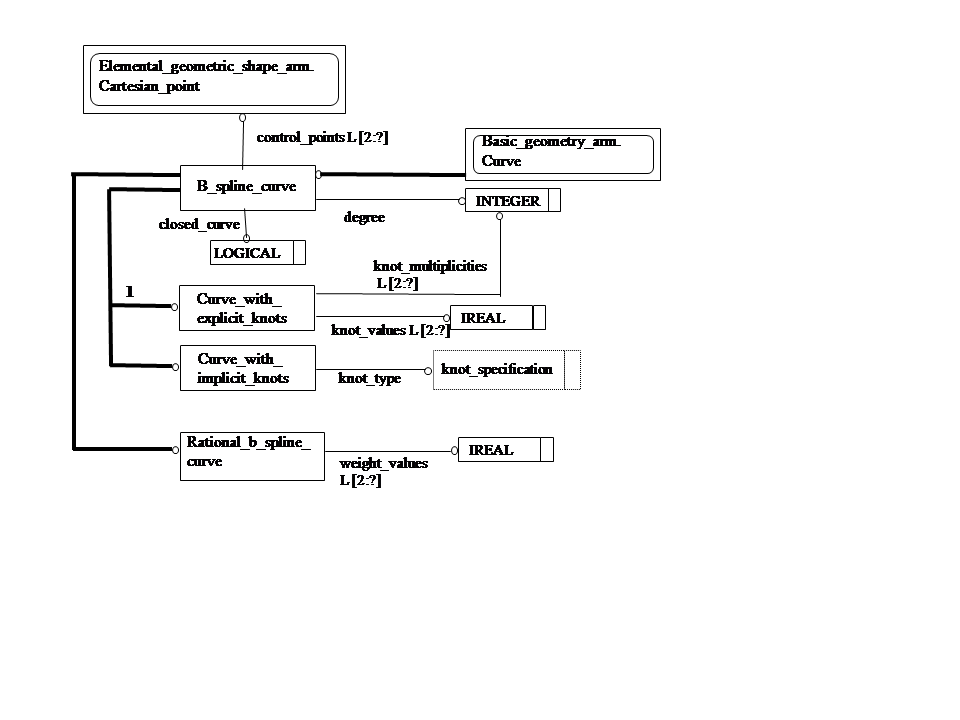 Elemental_geometric_shape_arm.
Cartesian_point
control_points L [2:?]
Basic_geometry_arm.
Curve
B_spline_curve
INTEGER
degree
closed_curve
LOGICAL
knot_multiplicities
L [2:?]
1
Curve_with_
explicit_knots
IREAL
knot_values L [2:?]
Curve_with_
implicit_knots
knot_specification
knot_type
Rational_b_spline_
curve
IREAL
weight_values
L [2:?]